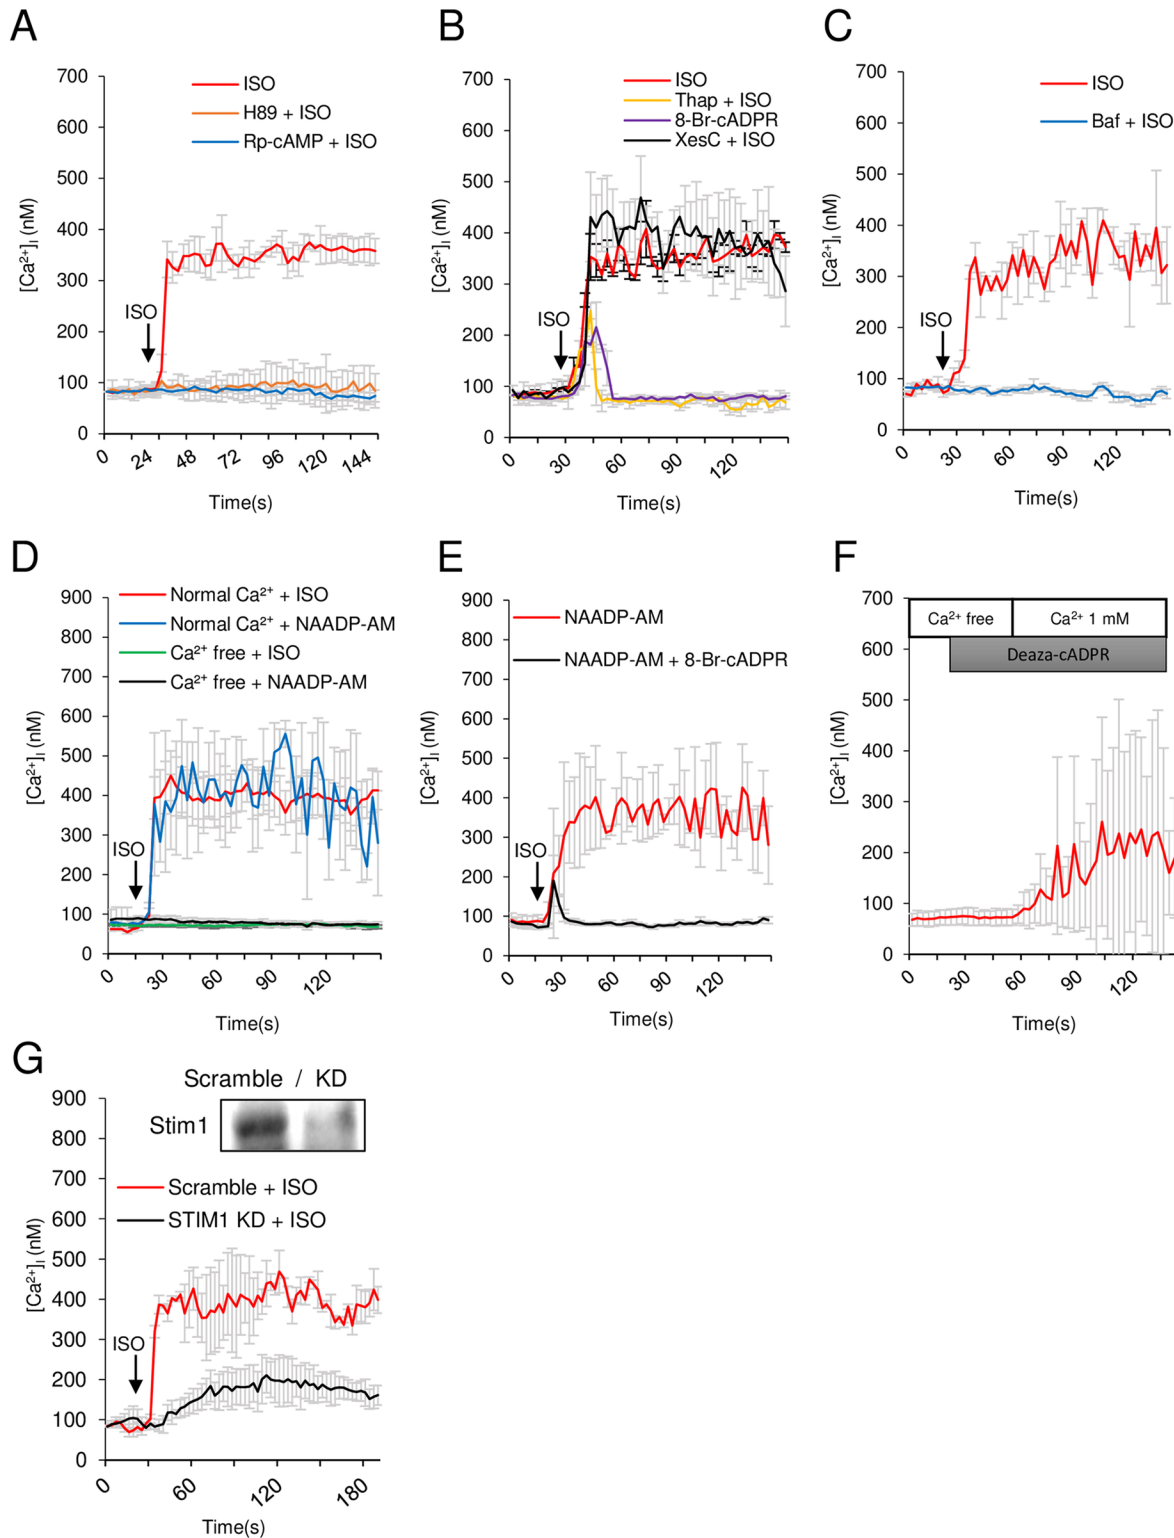 A
700
600
500
400
300
200
100
0
[Ca²⁺]ᵢ (nM)
ISO
H89 + ISO
Rp-cAMP + ISO
ISO
0 24 48 72 96 120 144
Time(s)
B
700
600
500
400
300
200
100
0
[Ca²⁺]ᵢ (nM)
ISO
Thap + ISO
8-Br-cADPR
XesC + ISO
ISO
0 30 60 90 120
Time(s)
C
700
600
500
400
300
200
100
0
[Ca²⁺]ᵢ (nM)
ISO
Baf + ISO
ISO
0 30 60 90 120
Time(s)
D
900
800
700
600
500
400
300
200
100
0
[Ca²⁺]ᵢ (nM)
Normal Ca²⁺ + ISO
Normal Ca²⁺ + NAADP-AM
Ca²⁺ free + ISO
Ca²⁺ free + NAADP-AM
ISO
0 30 60 90 120
Time(s)
E
900
800
700
600
500
400
300
200
100
0
[Ca²⁺]ᵢ (nM)
NAADP-AM
NAADP-AM + 8-Br-cADPR
ISO
0 30 60 90 120
Time(s)
F
700
600
500
400
300
200
100
0
[Ca²⁺]ᵢ (nM)
Ca²⁺ free
Ca²⁺ 1 mM
Deaza-cADPR
0 30 60 90 120
Time(s)
G
Scramble / KD
Stim1
900
800
700
600
500
400
300
200
100
0
[Ca²⁺]ᵢ (nM)
Scramble + ISO
STIM1 KD + ISO
ISO
0 60 120 180
Time(s)